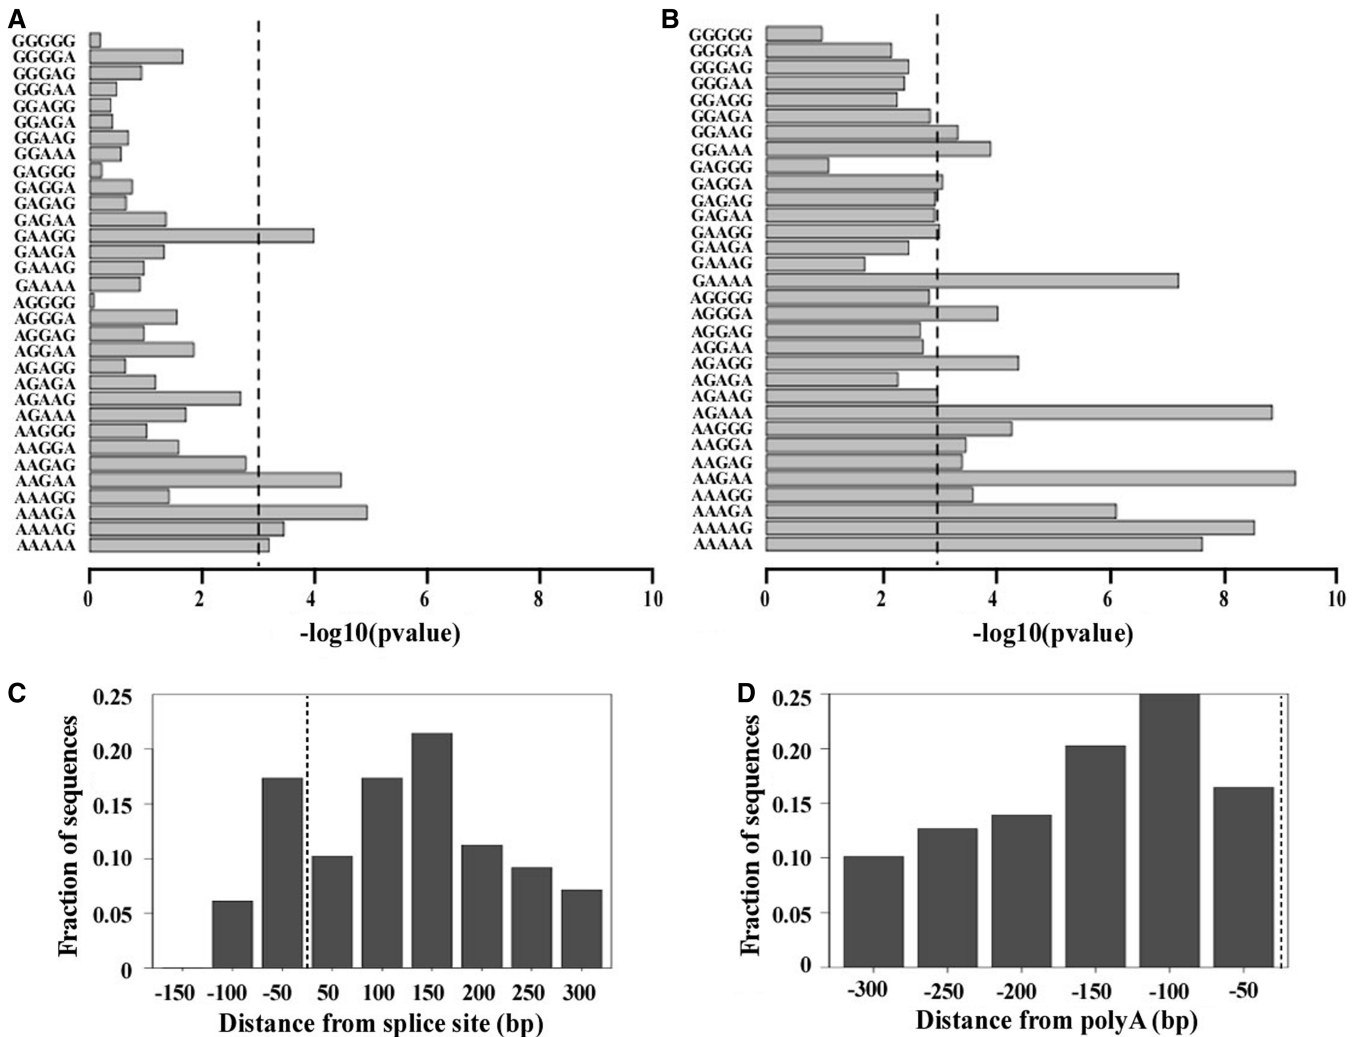 A
GGGGG
GGGGA
GGGAG
GGGAA
GGAGG
GGAGA
GGAAG
GGAAA
GAGGG
GAGGA
GAGAG
GAGAA
GAAGG
GAAGA
GAAAG
GAAAA
AGGGG
AGGGA
AGGAG
AGGAA
AGAGG
AGAGA
AGAAG
AGAAA
AAGGG
AAGGA
AAGAG
AAGAA
AAAGG
AAAGA
AAAAG
AAAAA
0 2 4 6 8 10
-log10(pvalue)
B
GGGGG
GGGGA
GGGAG
GGGAA
GGAGG
GGAGA
GGAAG
GGAAA
GAGGG
GAGGA
GAGAG
GAGAA
GAAGG
GAAGA
GAAAG
GAAAA
AGGGG
AGGGA
AGGAG
AGGAA
AGAGG
AGAGA
AGAAG
AGAAA
AAGGG
AAGGA
AAGAG
AAGAA
AAAGG
AAAGA
AAAAG
AAAAA
0 2 4 6 8 10
-log10(pvalue)
C
Fraction of sequences
0.25
0.20
0.15
0.10
0.05
0
-150 -100 -50 50 100 150 200 250 300
Distance from splice site (bp)
D
Fraction of sequences
0.25
0.20
0.15
0.10
0.05
0
-300 -250 -200 -150 -100 -50
Distance from polyA (bp)